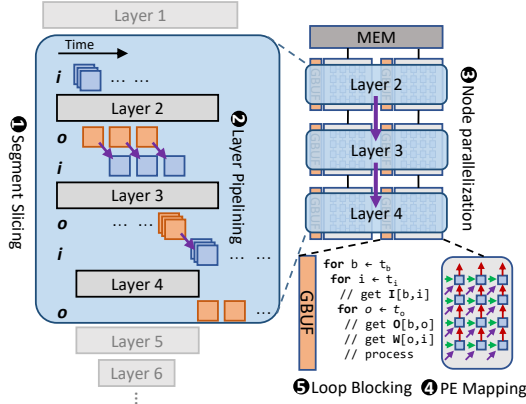 Layer 1
Time
i
... ...
Layer 2
o
i
Layer 3
o
... ...
i
... ...
Layer 4
o
...
Layer 5
Layer 6
...
❶ Segment Slicing
❷ Layer Pipelining
MEM
GBUF
GBUF
Layer 2
Layer 3
Layer 4
❸ Node parallelization
GBUF
for b ← t_b
for i ← t_i
// get I[b,i]
for o ← t_o
// get O[b,o]
// get W[o,i]
// process
❺ Loop Blocking
❹ PE Mapping